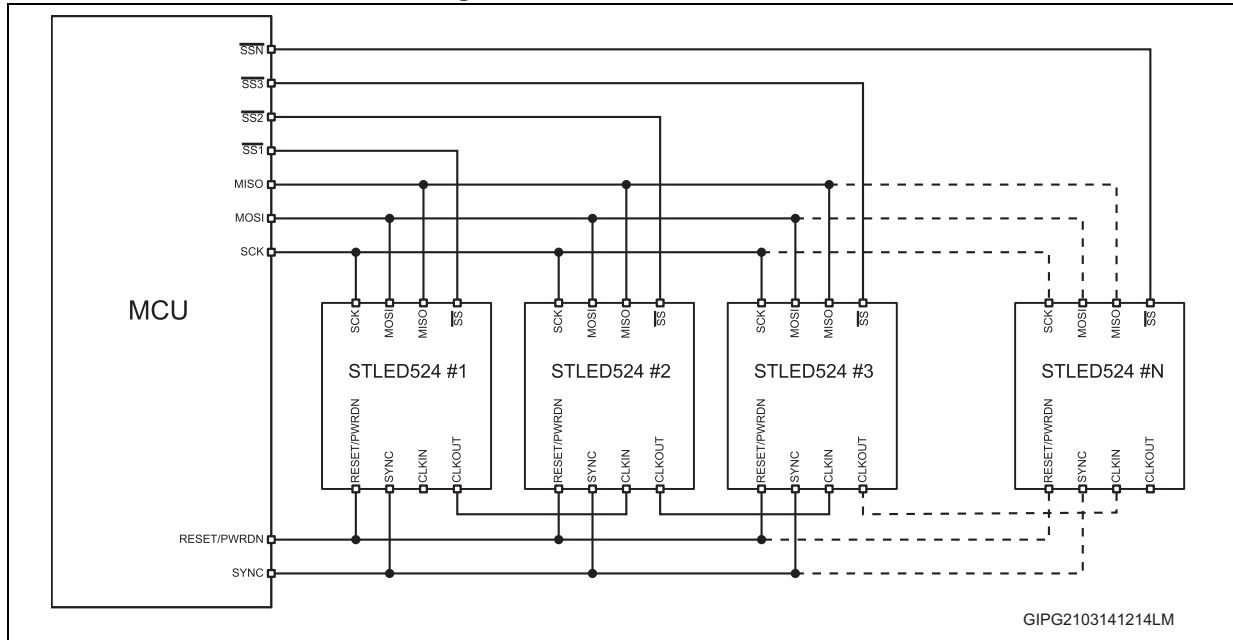 SSN
SS3
SS2
SS1
MISO
MOSI
SCK
MCU
SCK
MOSI
MISO
SS
STLED524 #1
RESET/PWRDN
SYNC
CLKIN
CLKOUT
SCK
MOSI
MISO
SS
STLED524 #2
RESET/PWRDN
SYNC
CLKIN
CLKOUT
SCK
MOSI
MISO
SS
STLED524 #3
RESET/PWRDN
SYNC
CLKIN
CLKOUT
SCK
MOSI
MISO
SS
STLED524 #N
RESET/PWRDN
SYNC
CLKIN
CLKOUT
RESET/PWRDN
SYNC
GIPG2103141214LM